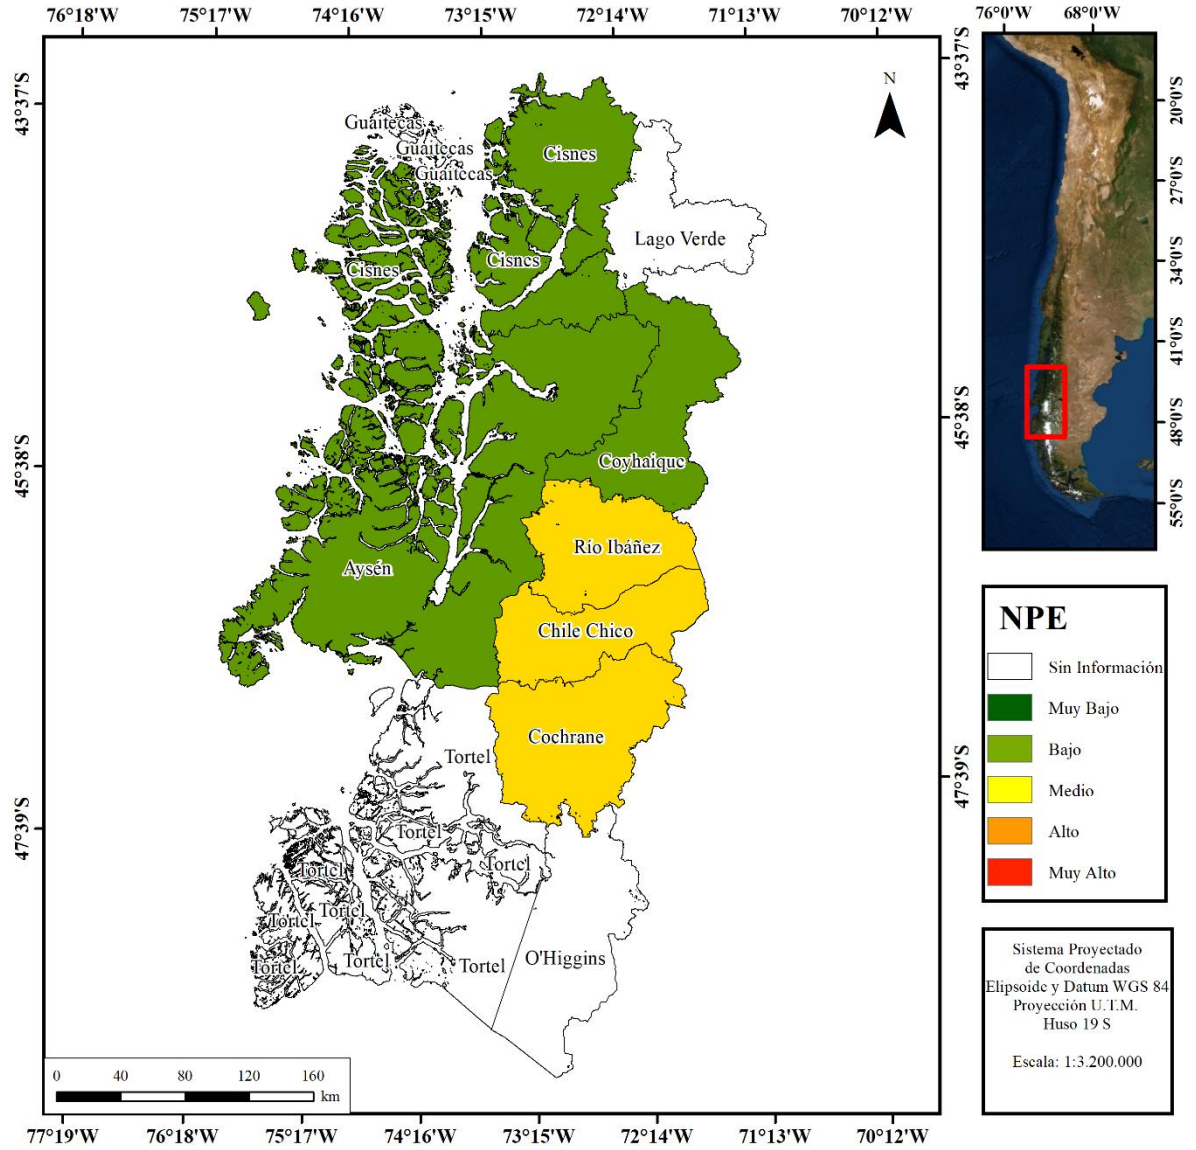 76°18'W 75°17'W 74°16'W 73°15'W 72°14'W 71°13'W 70°12'W
76°0'W 68°0'W
43°37'S
45°38'S
47°39'S
43°37'S
45°38'S
47°39'S
N
Guaitecas
Guaitecas
Guaitecas
Cisnes
Lago Verde
Cisnes
Cisnes
Coyhaique
Río Ibáñez
Aysén
Chile Chico
Cochrane
Tortel
Tortel
Tortel
Tortel
Tortel
Tortel
Tortel
Tortel
Tortel
O'Higgins
0 40 80 120 160
km
77°19'W 76°18'W 75°17'W 74°16'W 73°15'W 72°14'W 71°13'W 70°12'W
20°0'S
27°0'S
34°0'S
41°0'S
48°0'S
55°0'S
NPE
Sin Información
Muy Bajo
Bajo
Medio
Alto
Muy Alto
Sistema Proyectado
de Coordenadas
Elipsoide y Datum WGS 84
Proyección U.T.M.
Huso 19 S
Escala: 1:3.200.000